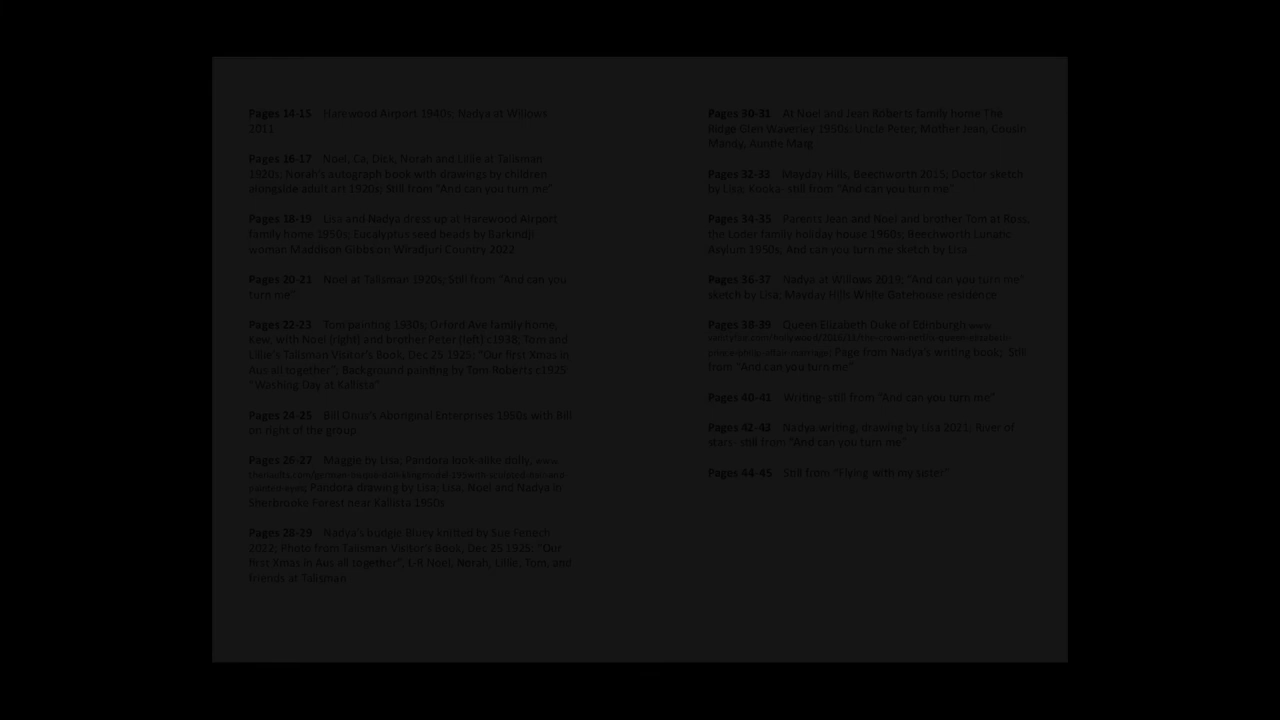 Pages 14-15 Harewood Airport 1940s; Nadya at Willows
2011
Pages 16-17 Noel, Ca, Dick, Norah and Lillie at Talisman
1920s; Norah's autograph book with drawings by children
alongside adult art 1920s; Still from "And can you turn me"
Pages 18-19 Lisa and Nadya dress up at Harewood Airport
family home 1950s; Eucalyptus seed beads by Barkindji
woman Maddison Gibbs on Wiradjuri Country 2022
Pages 20-21 Noel at Talisman 1920s; Still from "And can you
turn me"
Pages 22-23 Tom painting 1930s; Orford Ave family home,
Kew, with Noel (right) and brother Peter (left) c1938; Tom and
Lillie's Talisman Visitor's Book, Dec 25 1925; "Our first Xmas in
Aus all together"; Background painting by Tom Roberts c1925
"Washing Day at Kallista"
Pages 24-25 Bill Onus's Aboriginal Enterprises 1950s with Bill
on right of the group
Pages 26-27 Maggie by Lisa; Pandora look-alike dolly, www.
Pandora drawing by Lisa; Lisa, Noel and Nadya in
Sherbrooke Forest near Kallista 1950s
Pages 28-29 Nadya's budgie Bluey knitted by Sue Fenech
2022; Photo from Talisman Visitor's Book, Dec 25 1925: "Our
first Xmas in Aus all together", L-R Noel, Norah, Lillie, Tom, and
friends at Talisman
Pages 30-31 At Noel and Jean Roberts family home The
Ridge Glen Waverley 1950s: Uncle Peter, Mother Jean, Cousin
Mandy, Auntie Marg
Pages 32-33 Mayday Hills, Beechworth 2015; Doctor sketch
by Lisa; Kooka- still from "And can you turn me"
Pages 34-35 Parents Jean and Noel and brother Tom at Ross,
the Loder family holiday house 1960s; Beechworth Lunatic
Asylum 1950s; And can you turn me sketch by Lisa
Pages 36-37 Nadya at Willows 2019; "And can you turn me"
sketch by Lisa; Mayday Hills White Gatehouse residence
Pages 38-39 Queen Elizabeth Duke of Edinburgh www.
Page from Nadya's writing book; Still
from "And can you turn me"
Pages 40-41 Writing- still from "And can you turn me"
Pages 42-43 Nadya writing, drawing by Lisa 2021; River of
stars- still from "And can you turn me"
Pages 44-45 Still from "Flying with my sister"